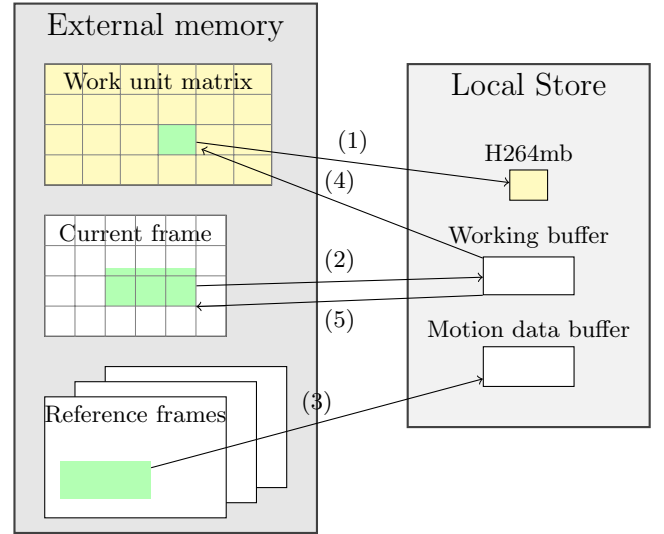 External memory
Work unit matrix
Current frame
Reference frames
(1)
(4)
(2)
(5)
(3)
Local Store
H264mb
Working buffer
Motion data buffer